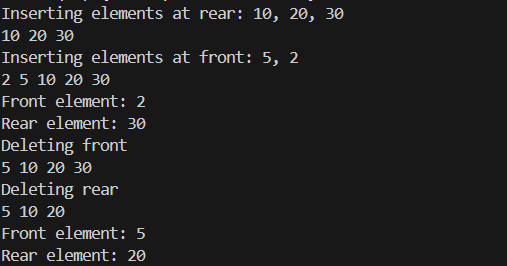 Inserting elements at rear: 10, 20, 30
10 20 30
Inserting elements at front: 5, 2
2 5 10 20 30
Front element: 2
Rear element: 30
Deleting front
5 10 20 30
Deleting rear
5 10 20
Front element: 5
Rear element: 20